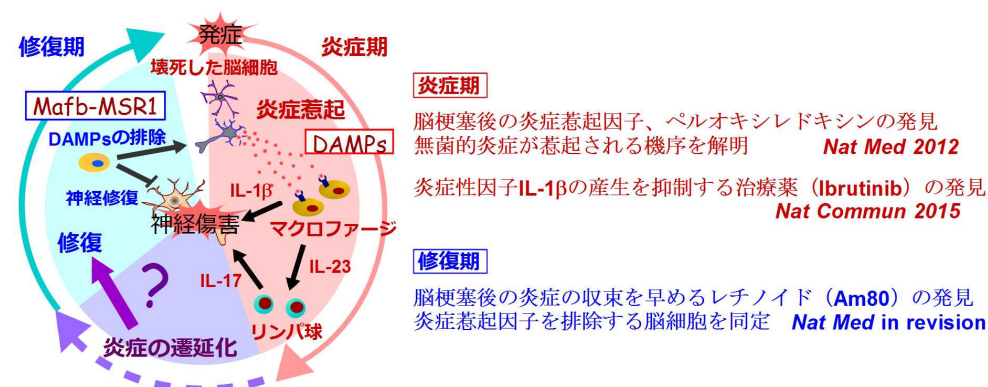 発症
修復期
炎症期
壊死した脳細胞
炎症惹起
Mafb-MSR1
DAMPsの排除
DAMPs
神経修復
IL-1β
神経傷害
マクロファージ
修復
IL-23
IL-17
?
リンパ球
炎症の遷延化
炎症期
脳梗塞後の炎症惹起因子、ペルオキシレドキシンの発見
無菌的炎症が惹起される機序を解明 Nat Med 2012
炎症性因子IL-1βの産生を抑制する治療薬（Ibrutinib）の発見
Nat Commun 2015
修復期
脳梗塞後の炎症の収束を早めるレチノイド（Am80）の発見
炎症惹起因子を排除する脳細胞を同定 Nat Med in revision